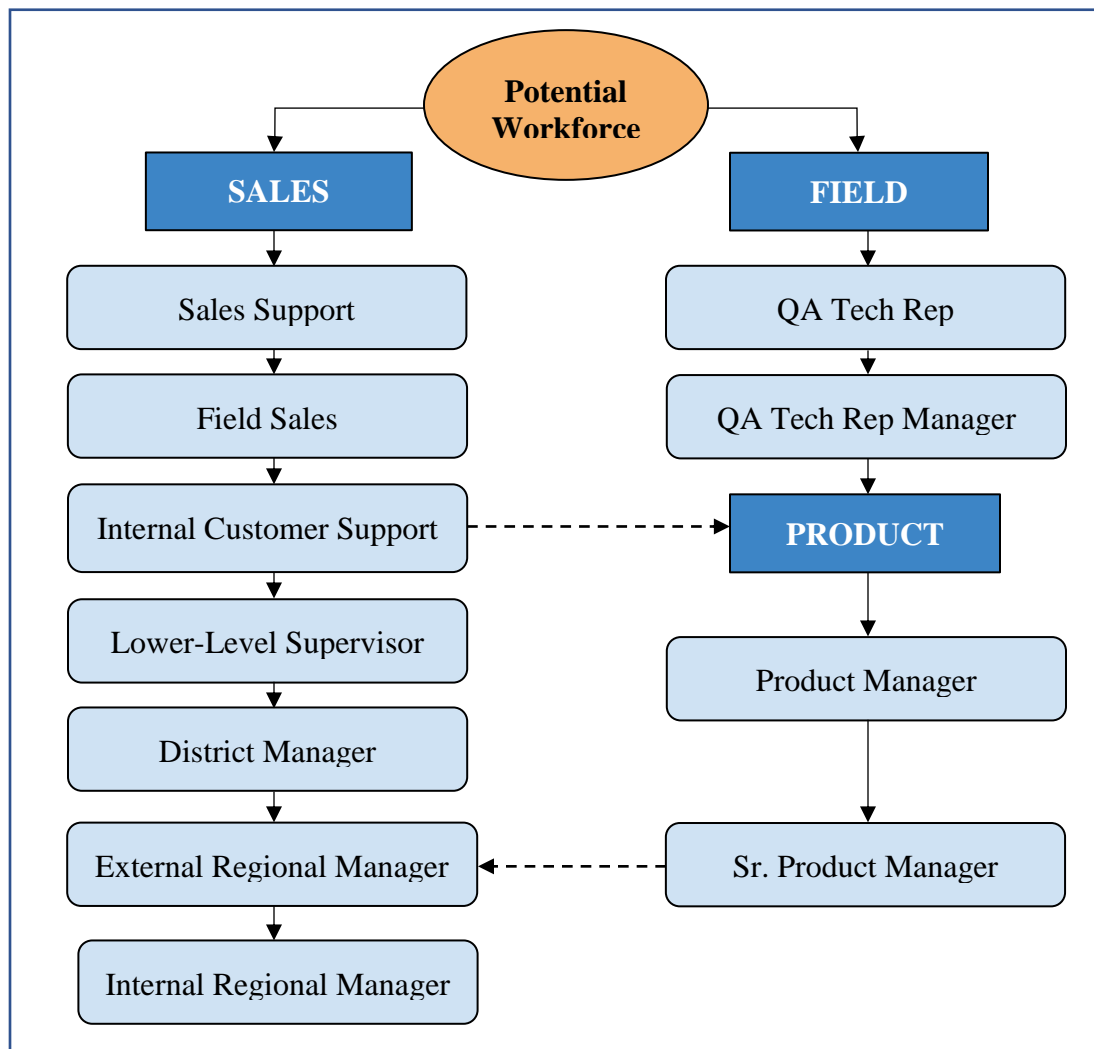 Potential
Workforce
SALES
FIELD
Sales Support
QA Tech Rep
Field Sales
QA Tech Rep Manager
Internal Customer Support
PRODUCT
Lower-Level Supervisor
Product Manager
District Manager
External Regional Manager
Sr. Product Manager
Internal Regional Manager